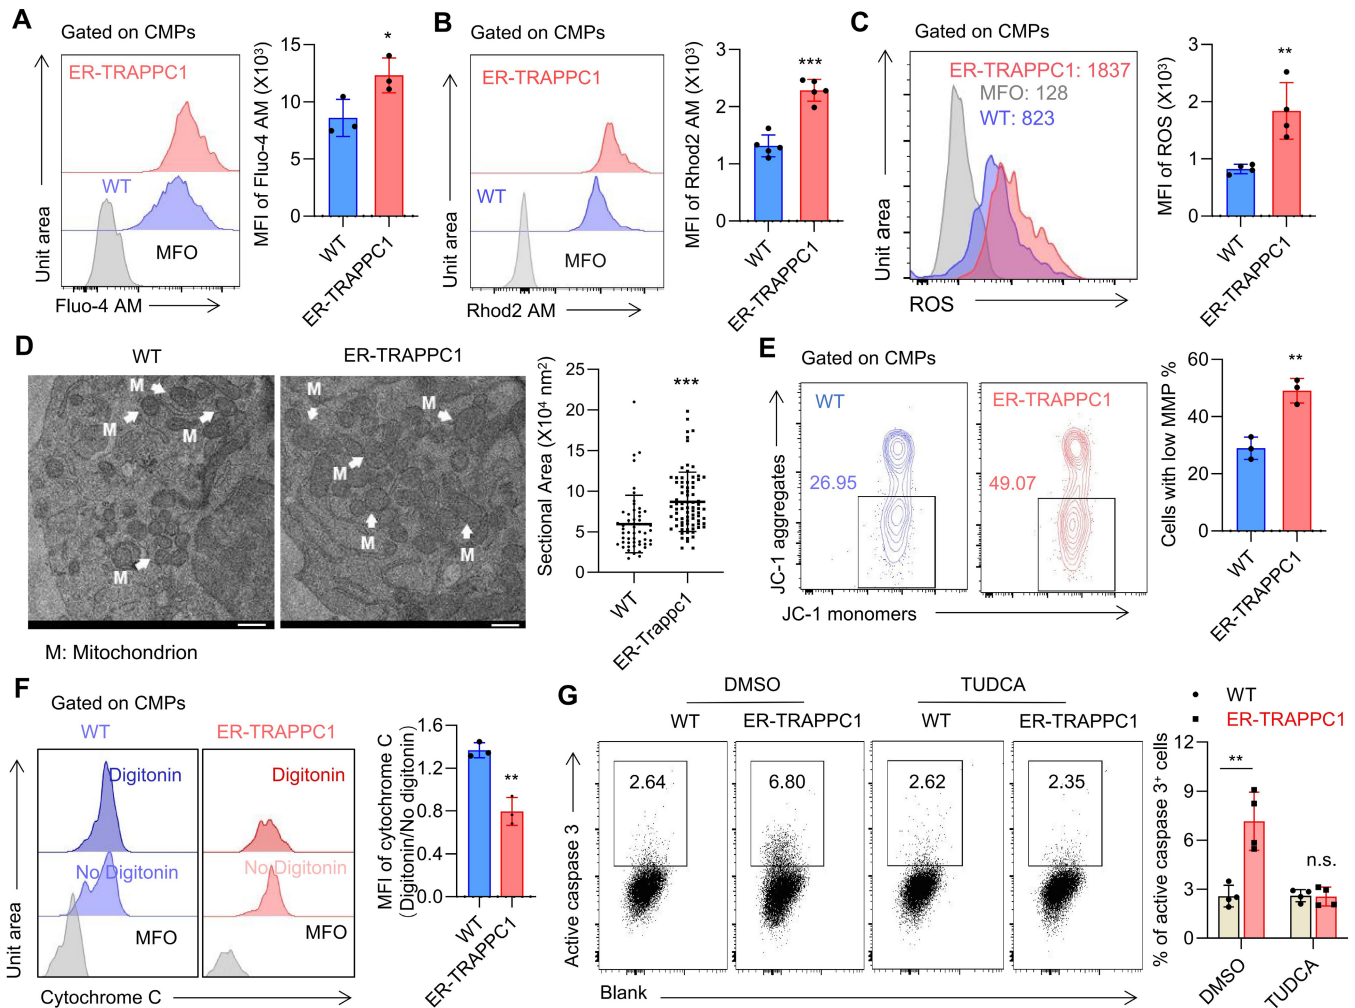 A
Gated on CMPs
ER-TRAPPC1
WT
MFO
Unit area
Fluo-4 AM
MFI of Fluo-4 AM (X10³)
15
10
5
0
*
WT
ER-TRAPPC1
B
Gated on CMPs
ER-TRAPPC1
WT
MFO
Unit area
Rhod2 AM
MFI of Rhod2 AM (X10³)
3
2
1
0
***
WT
ER-TRAPPC1
C
Gated on CMPs
ER-TRAPPC1: 1837
MFO: 128
WT: 823
Unit area
ROS
MFI of ROS (X10³)
3
2
1
0
**
WT
ER-TRAPPC1
D
WT
ER-TRAPPC1
M
M
M
M
M
M
M
M
M
M: Mitochondrion
Sectional Area (X10⁴ nm²)
25
20
15
10
5
0
***
WT
ER-Trappc1
E
Gated on CMPs
WT
26.95
ER-TRAPPC1
49.07
JC-1 aggregates
JC-1 monomers
Cells with low MMP %
60
40
20
0
**
WT
ER-TRAPPC1
F
Gated on CMPs
WT
ER-TRAPPC1
Digitonin
Digitonin
No Digitonin
No Digitonin
MFO
MFO
Unit area
Cytochrome C
MFI of cytochrome C
(Digitonin/No digitonin)
1.6
1.2
0.8
0.4
0.0
**
WT
ER-TRAPPC1
G
DMSO
TUDCA
WT
ER-TRAPPC1
WT
ER-TRAPPC1
2.64
6.80
2.62
2.35
Active caspase 3
Blank
WT
ER-TRAPPC1
% of active caspase 3⁺ cells
12
9
6
3
0
**
n.s.
DMSO
TUDCA